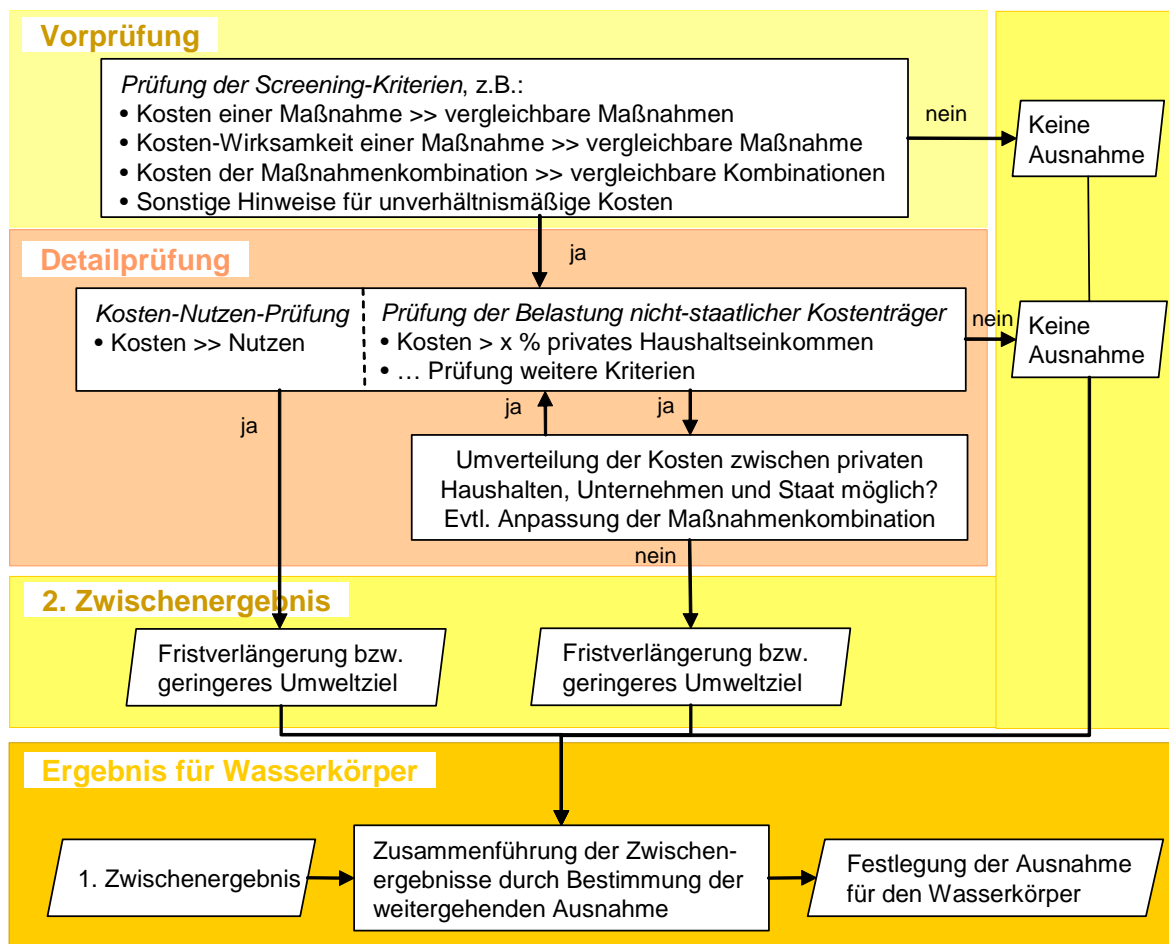 Vorprüfung
Prüfung der Screening-Kriterien, z.B.:
• Kosten einer Maßnahme >> vergleichbare Maßnahmen
• Kosten-Wirksamkeit einer Maßnahme >> vergleichbare Maßnahme
• Kosten der Maßnahmenkombination >> vergleichbare Kombinationen
• Sonstige Hinweise für unverhältnismäßige Kosten
nein
Keine
Ausnahme
ja
Detailprüfung
Kosten-Nutzen-Prüfung
• Kosten >> Nutzen
Prüfung der Belastung nicht-staatlicher Kostenträger
• Kosten > x % privates Haushaltseinkommen
• … Prüfung weitere Kriterien
nein
Keine
Ausnahme
ja
ja
ja
Umverteilung der Kosten zwischen privaten
Haushalten, Unternehmen und Staat möglich?
Evtl. Anpassung der Maßnahmenkombination
nein
2. Zwischenergebnis
Fristverlängerung bzw.
geringeres Umweltziel
Fristverlängerung bzw.
geringeres Umweltziel
Ergebnis für Wasserkörper
1. Zwischenergebnis
Zusammenführung der Zwischen-
ergebnisse durch Bestimmung der
weitergehenden Ausnahme
Festlegung der Ausnahme
für den Wasserkörper